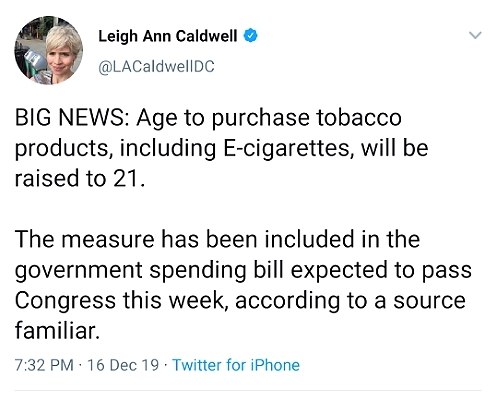 Leigh Ann Caldwell
@LACaldwellDC
BIG NEWS: Age to purchase tobacco
products, including E-cigarettes, will be
raised to 21.
The measure has been included in the
government spending bill expected to pass
Congress this week, according to a source
familiar.
7:32 PM · 16 Dec 19 · Twitter for iPhone